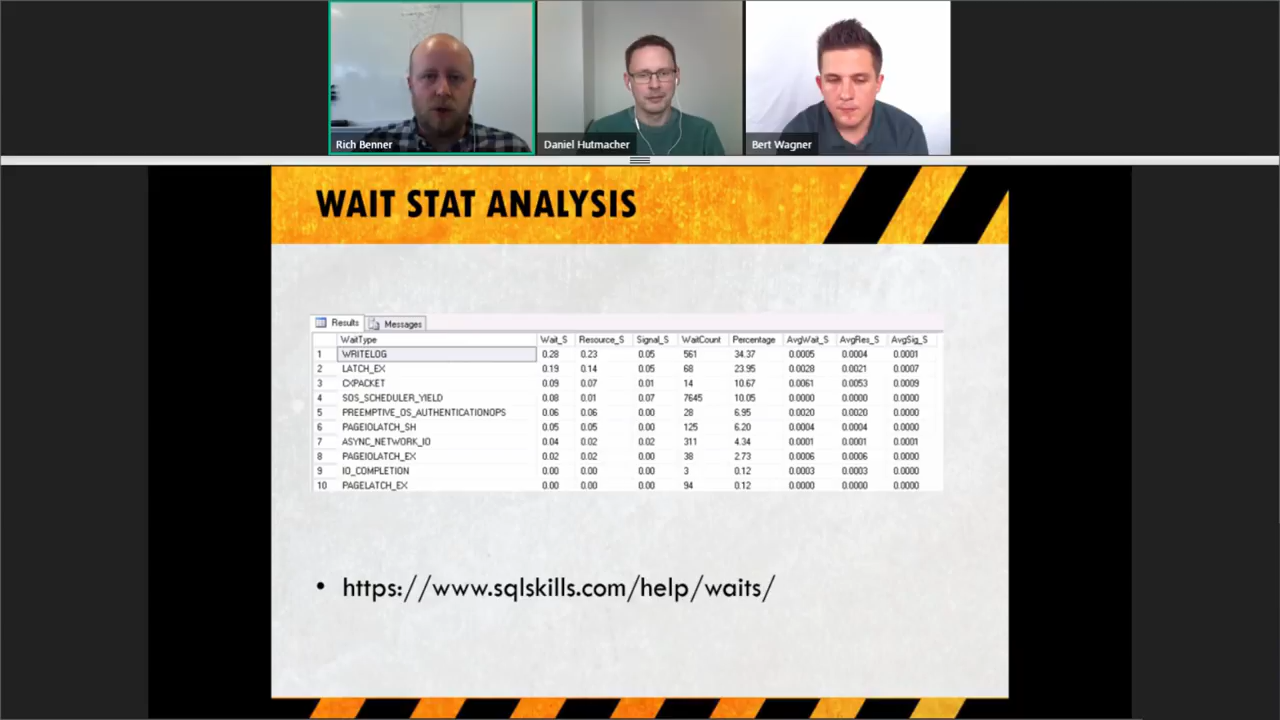 Rich Benner
Daniel Hutmacher
Bert Wagner
WAIT STAT ANALYSIS
Results Messages
WaitType Wait_S Resource_S Signal_S WaitCount Percentage AvgWait_S AvgRes_S AvgSig_S
1 WRITELOG 0.28 0.23 0.05 561 34.37 0.0005 0.0004 0.0001
2 LATCH_EX 0.19 0.14 0.05 68 23.95 0.0028 0.0021 0.0007
3 CXPACKET 0.09 0.07 0.01 14 10.67 0.0061 0.0053 0.0009
4 SOS_SCHEDULER_YIELD 0.08 0.01 0.07 7645 10.05 0.0000 0.0000 0.0000
5 PREEMPTIVE_OS_AUTHENTICATIONOPS 0.06 0.06 0.00 28 6.95 0.0020 0.0020 0.0000
6 PAGEIOLATCH_SH 0.05 0.05 0.00 125 6.20 0.0004 0.0004 0.0000
7 ASYNC_NETWORK_IO 0.04 0.02 0.02 311 4.34 0.0001 0.0001 0.0001
8 PAGEIOLATCH_EX 0.02 0.02 0.00 38 2.73 0.0006 0.0006 0.0000
9 IO_COMPLETION 0.00 0.00 0.00 3 0.12 0.0003 0.0003 0.0000
10 PAGELATCH_EX 0.00 0.00 0.00 94 0.12 0.0000 0.0000 0.0000
• https://www.sqlskills.com/help/waits/